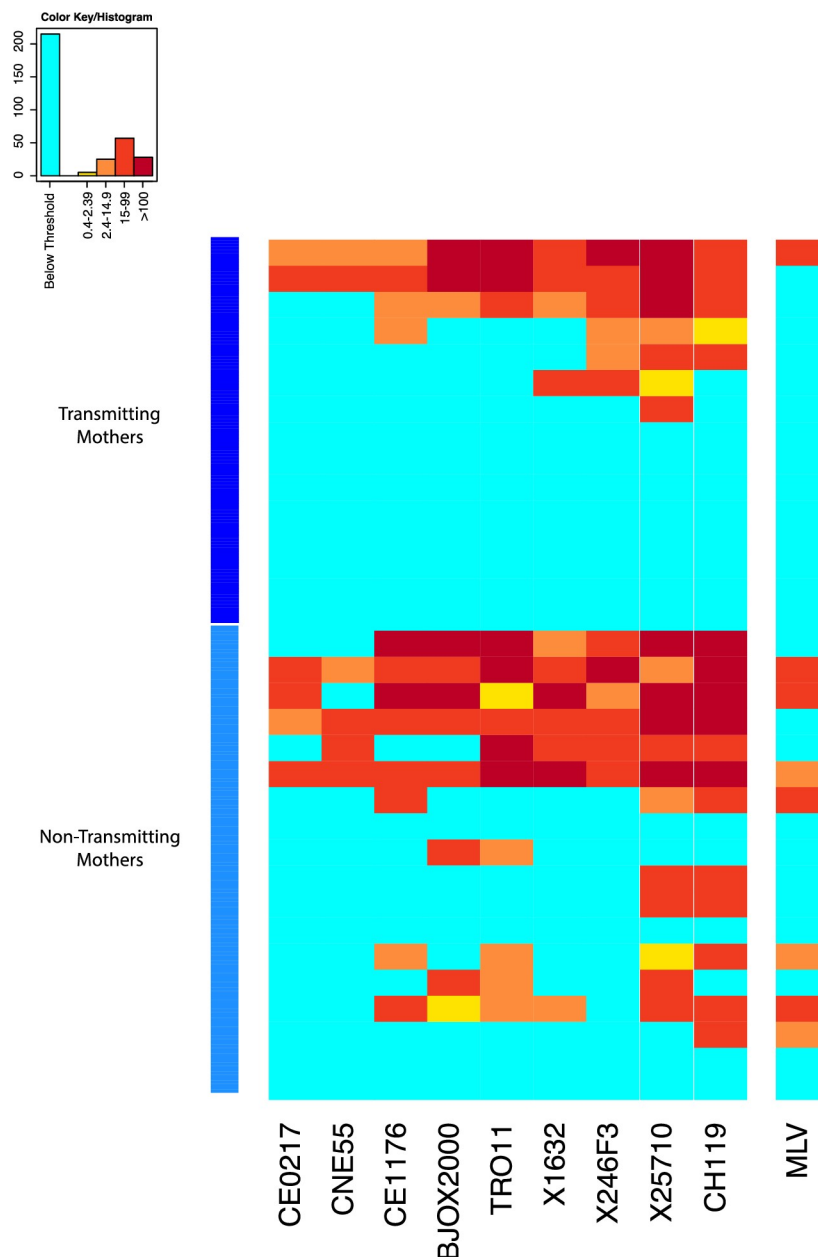 Color Key/Histogram
200
150
100
50
0
Below Threshold
0.4-2.39
2.4-14.9
15-99
>100
Transmitting
Mothers
Non-Transmitting
Mothers
CE0217
CNE55
CE1176
BJOX2000
TRO11
X1632
X246F3
X25710
CH119
MLV